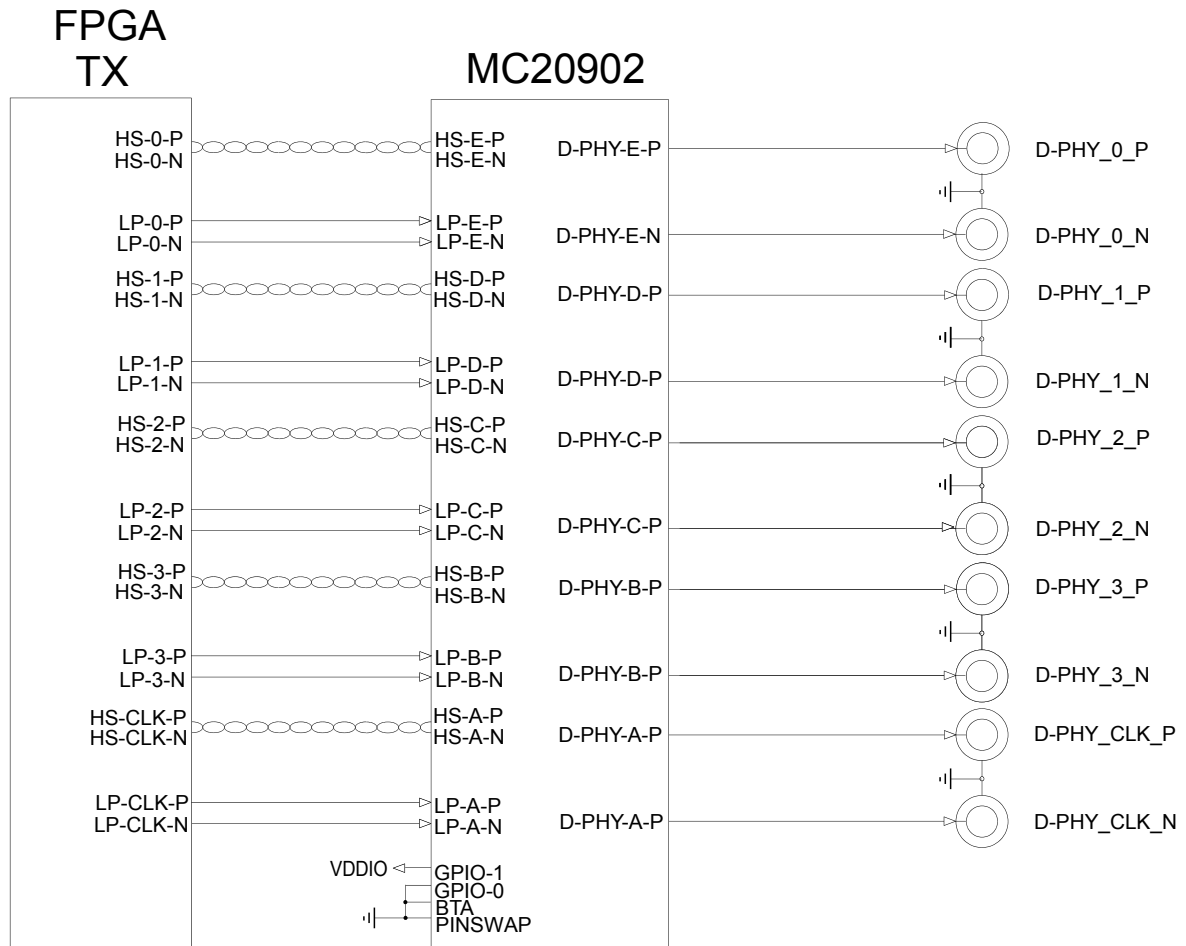 FPGA
TX
MC20902
HS-0-P
HS-0-N
HS-E-P
HS-E-N
D-PHY-E-P
D-PHY_0_P
LP-0-P
LP-0-N
LP-E-P
LP-E-N
D-PHY-E-N
D-PHY_0_N
HS-1-P
HS-1-N
HS-D-P
HS-D-N
D-PHY-D-P
D-PHY_1_P
LP-1-P
LP-1-N
LP-D-P
LP-D-N
D-PHY-D-P
D-PHY_1_N
HS-2-P
HS-2-N
HS-C-P
HS-C-N
D-PHY-C-P
D-PHY_2_P
LP-2-P
LP-2-N
LP-C-P
LP-C-N
D-PHY-C-P
D-PHY_2_N
HS-3-P
HS-3-N
HS-B-P
HS-B-N
D-PHY-B-P
D-PHY_3_P
LP-3-P
LP-3-N
LP-B-P
LP-B-N
D-PHY-B-P
D-PHY_3_N
HS-CLK-P
HS-CLK-N
HS-A-P
HS-A-N
D-PHY-A-P
D-PHY_CLK_P
LP-CLK-P
LP-CLK-N
LP-A-P
LP-A-N
D-PHY-A-P
D-PHY_CLK_N
VDDIO
GPIO-1
GPIO-0
BTA
PINSWAP